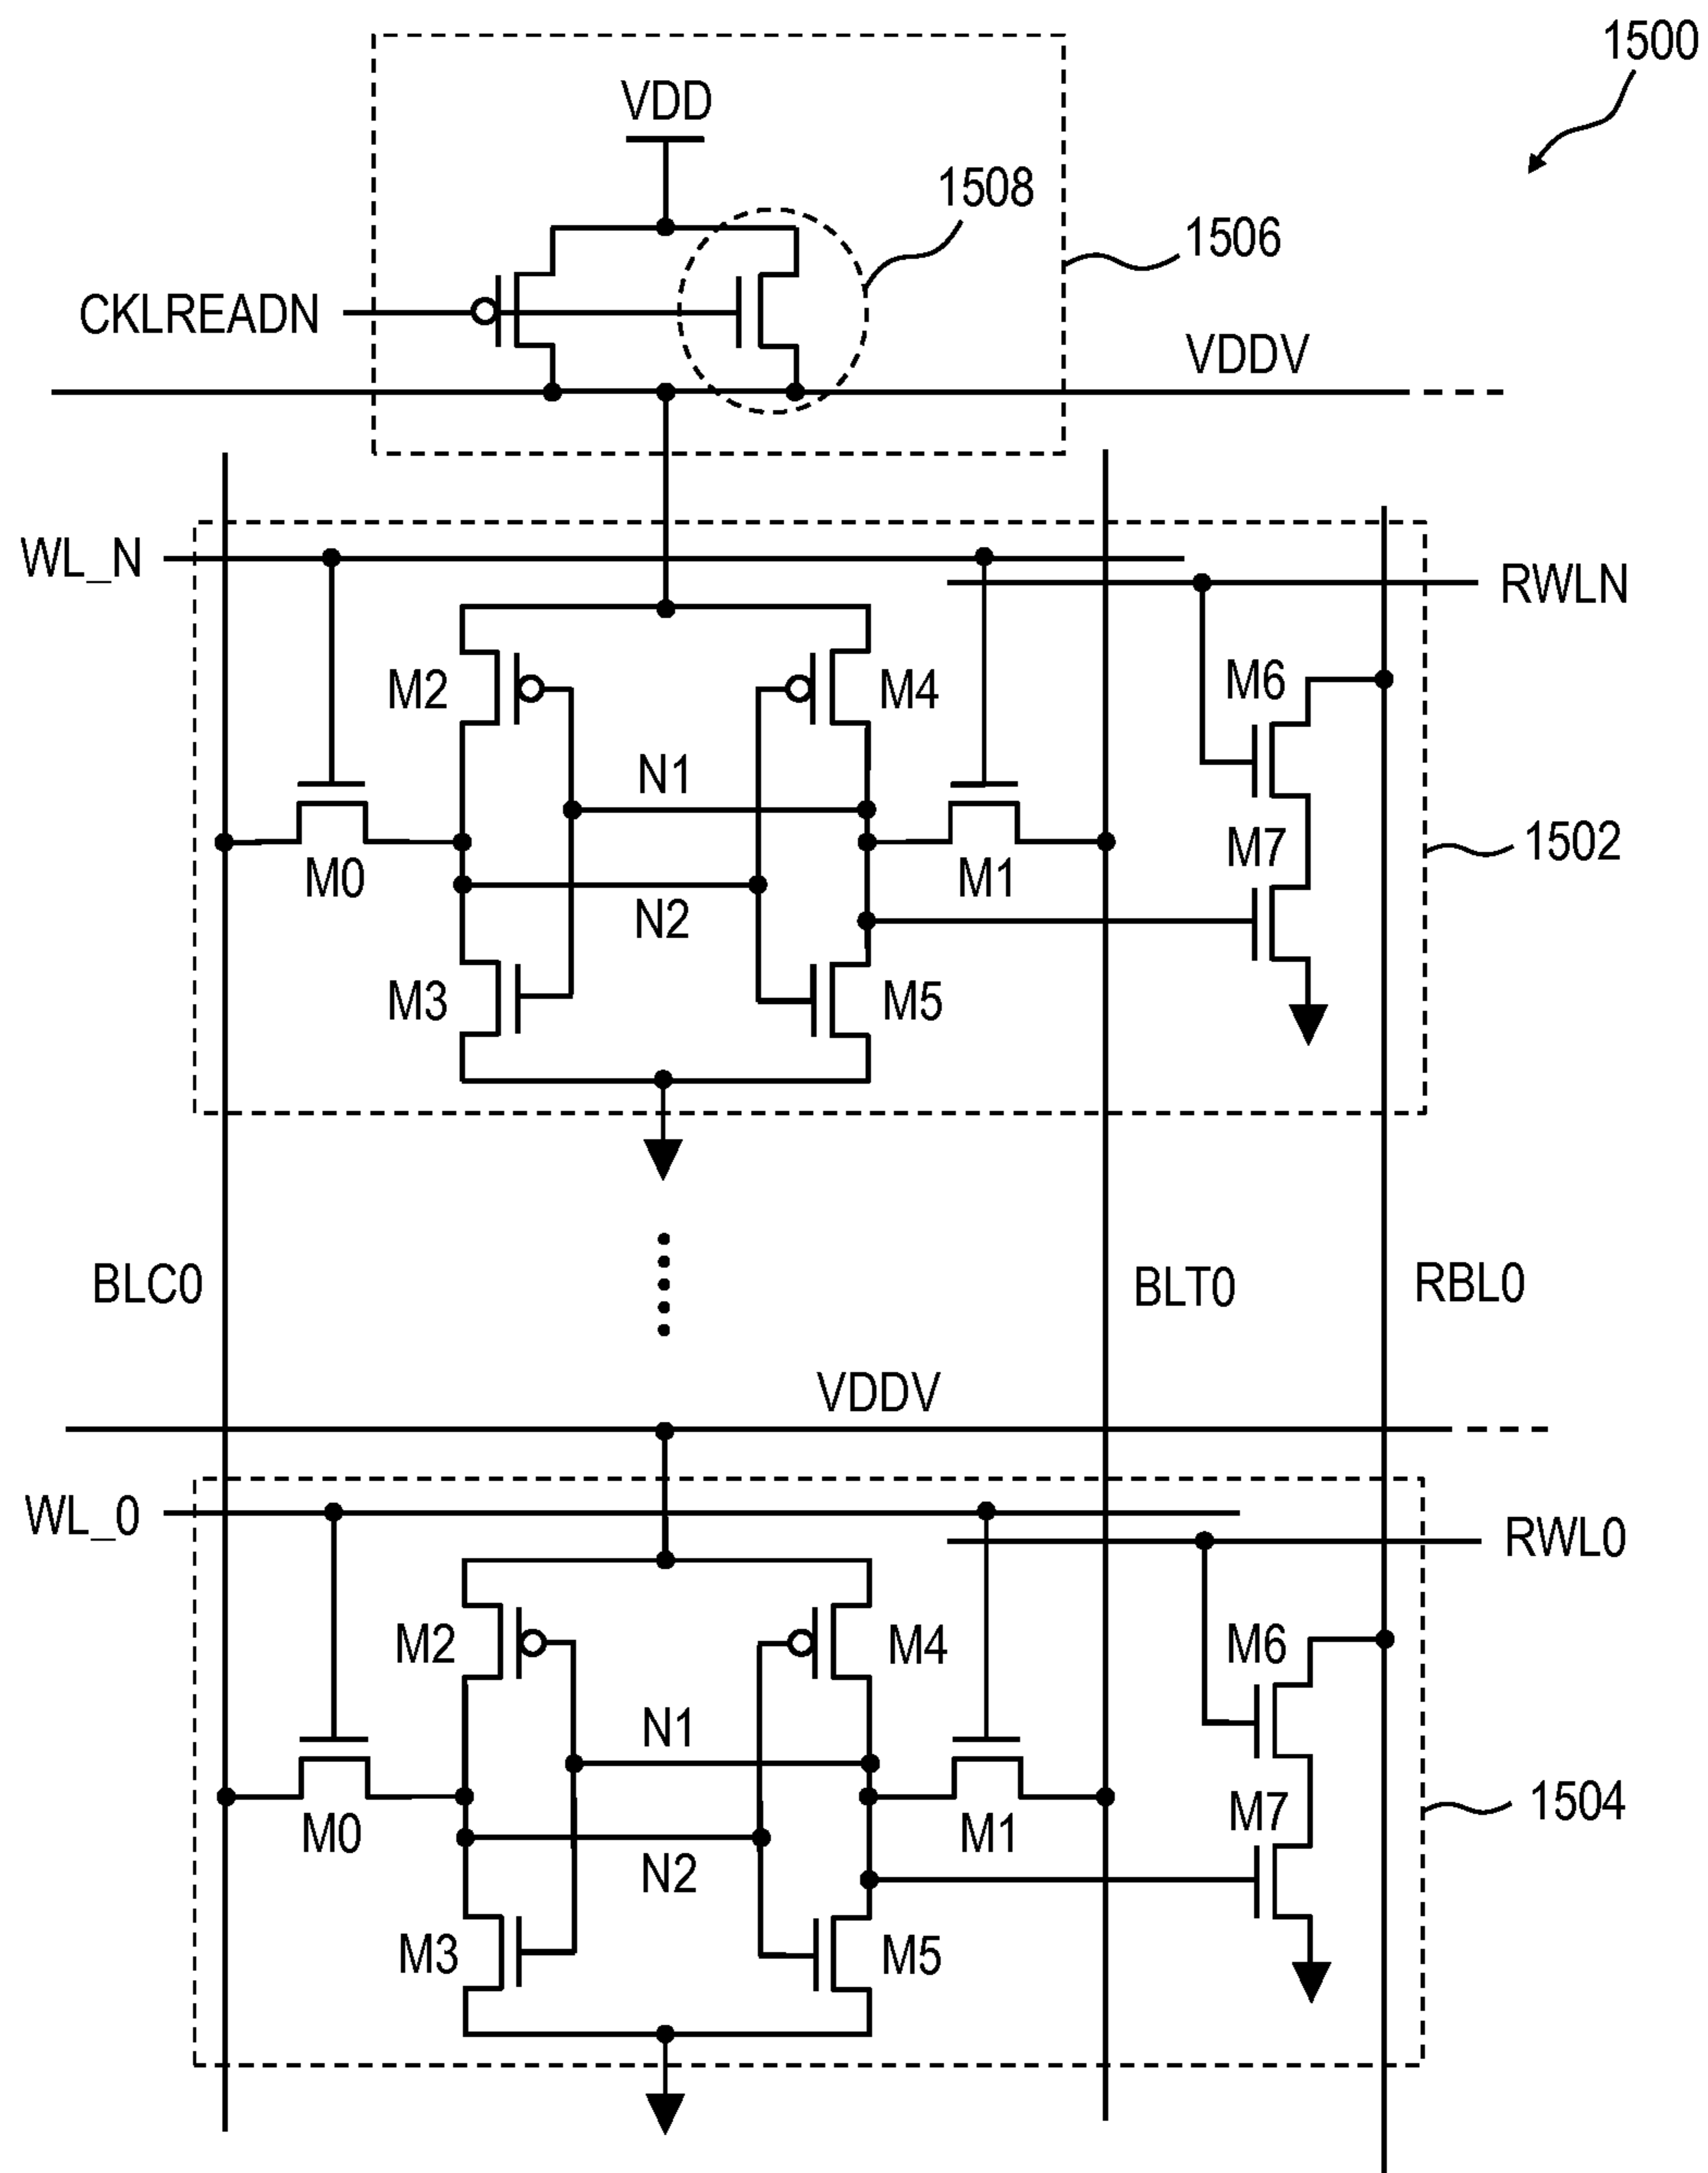 1500
VDD
1508
1506
CKLREADN
VDDV
WL_N
RWLN
M2
M4
M6
N1
M0
M1
M7
1502
N2
M3
M5
BLC0
BLT0
RBL0
VDDV
WL_0
RWL0
M2
M4
M6
N1
M0
M1
M7
1504
N2
M3
M5